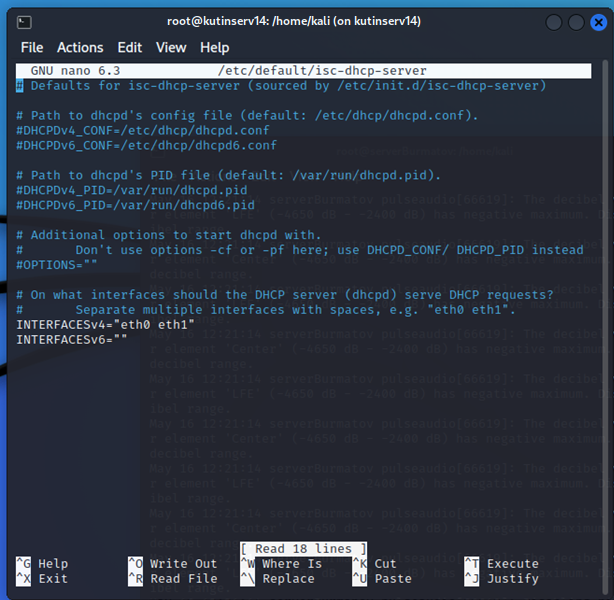 root@kutinserv14: /home/kali (on kutinserv14)
File Actions Edit View Help
GNU nano 6.3 /etc/default/isc-dhcp-server
# Defaults for isc-dhcp-server (sourced by /etc/init.d/isc-dhcp-server)
# Path to dhcpd's config file (default: /etc/dhcp/dhcpd.conf).
#DHCPDv4_CONF=/etc/dhcp/dhcpd.conf
#DHCPDv6_CONF=/etc/dhcp/dhcpd6.conf
# Path to dhcpd's PID file (default: /var/run/dhcpd.pid).
#DHCPDv4_PID=/var/run/dhcpd.pid
#DHCPDv6_PID=/var/run/dhcpd6.pid
# Additional options to start dhcpd with.
# Don't use options -cf or -pf here; use DHCPD_CONF/ DHCPD_PID instead
#OPTIONS=""
# On what interfaces should the DHCP server (dhcpd) serve DHCP requests?
# Separate multiple interfaces with spaces, e.g. "eth0 eth1".
INTERFACESv4="eth0 eth1"
INTERFACESv6=""
[ Read 18 lines ]
^G Help ^O Write Out ^W Where Is ^K Cut ^T Execute
^X Exit ^R Read File ^\ Replace ^U Paste ^J Justify